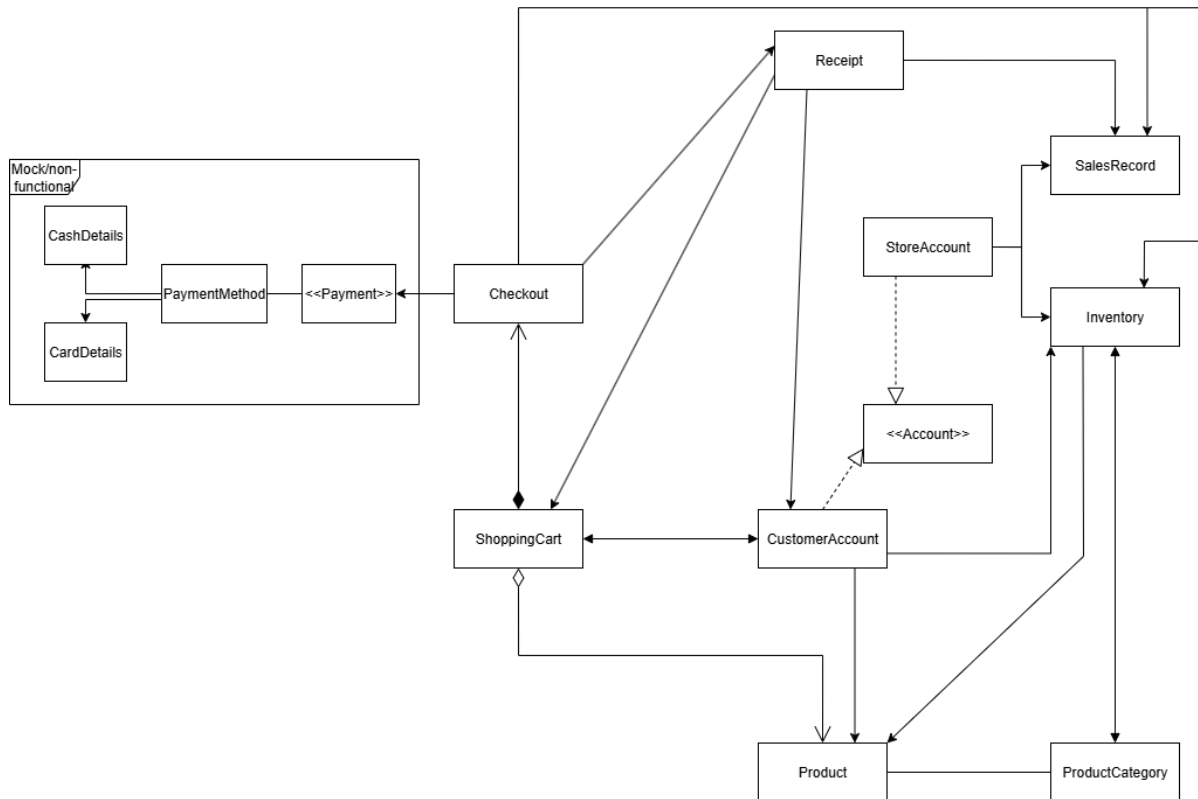 Receipt
SalesRecord
Mock/non-
functional
CashDetails
StoreAccount
PaymentMethod
<<Payment>>
Checkout
Inventory
CardDetails
<<Account>>
ShoppingCart
CustomerAccount
Product
ProductCategory